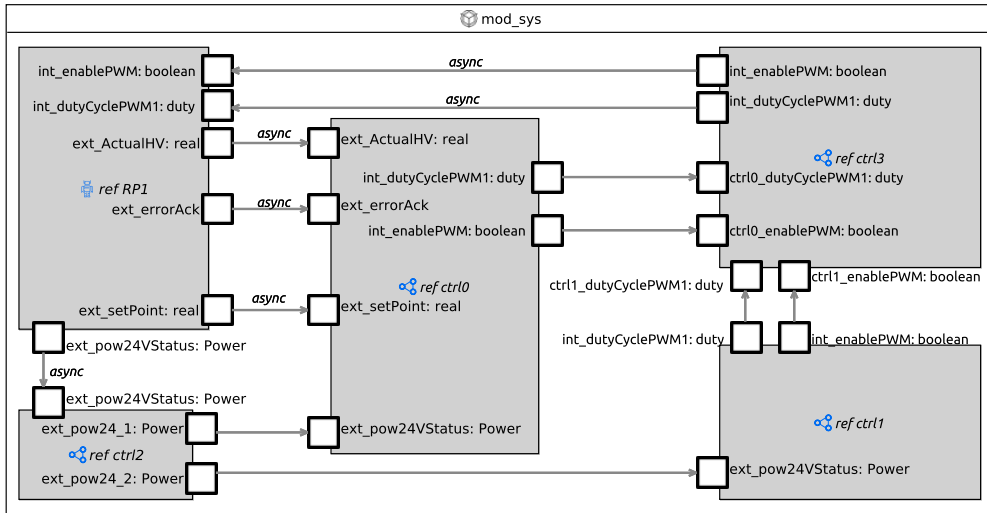 mod_sys
int_enablePWM: boolean
async
int_enablePWM: boolean
int_dutyCyclePWM1: duty
async
int_dutyCyclePWM1: duty
ext_ActualHV: real
async
ext_ActualHV: real
ref ctrl3
int_dutyCyclePWM1: duty
ctrl0_dutyCyclePWM1: duty
ref RP1
ext_errorAck
async
ext_errorAck
int_enablePWM: boolean
ctrl0_enablePWM: boolean
ctrl1_dutyCyclePWM1: duty
ctrl1_enablePWM: boolean
ref ctrl0
ext_setPoint: real
async
ext_setPoint: real
int_dutyCyclePWM1: duty
int_enablePWM: boolean
ext_pow24VStatus: Power
async
ext_pow24VStatus: Power
ext_pow24_1: Power
ext_pow24VStatus: Power
ref ctrl1
ref ctrl2
ext_pow24_2: Power
ext_pow24VStatus: Power